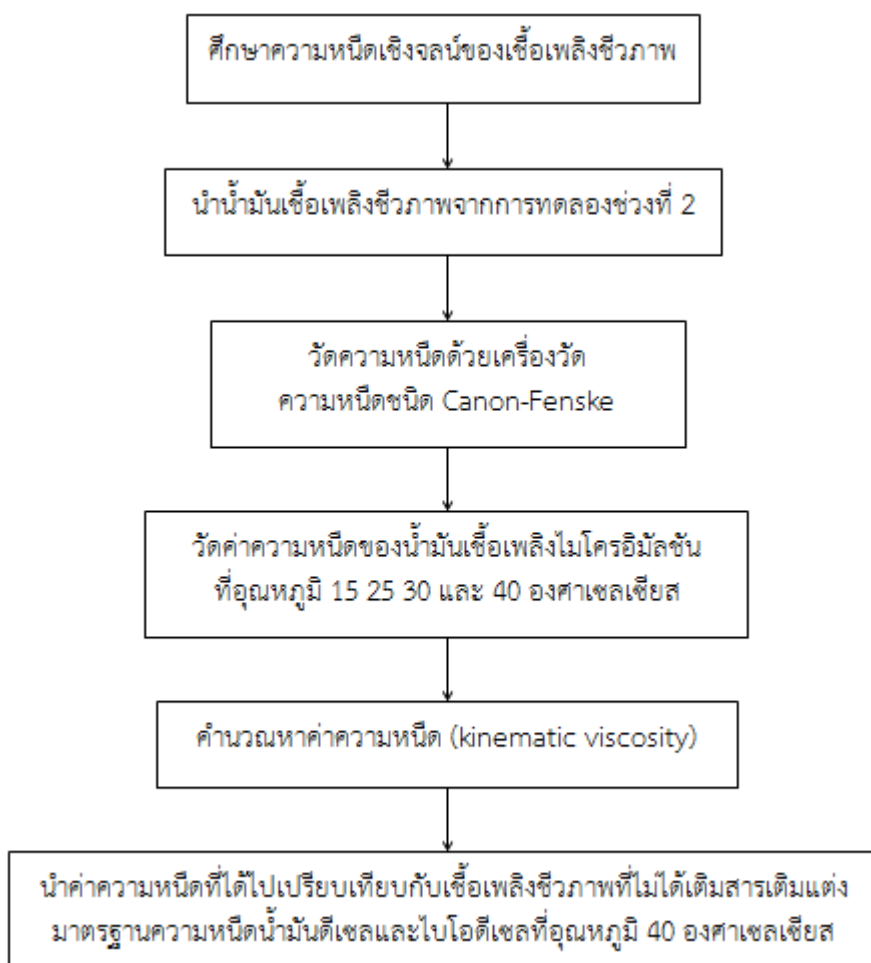 ศึกษาความหนืดเชิงจลน์ของเชื้อเพลิงชีวภาพ
นำน้ำมันเชื้อเพลิงชีวภาพจากการทดลองช่วงที่ 2
วัดความหนืดด้วยเครื่องวัด
ความหนืดชนิด Canon-Fenske
วัดค่าความหนืดของน้ำมันเชื้อเพลิงไมโครอิมัลชัน
ที่อุณหภูมิ 15 25 30 และ 40 องศาเซลเซียส
คำนวณหาค่าความหนืด (kinematic viscosity)
นำค่าความหนืดที่ได้ไปเปรียบเทียบกับเชื้อเพลิงชีวภาพที่ไม่ได้เติมสารเติมแต่ง
มาตรฐานความหนืดน้ำมันดีเซลและไบโอดีเซลที่อุณหภูมิ 40 องศาเซลเซียส